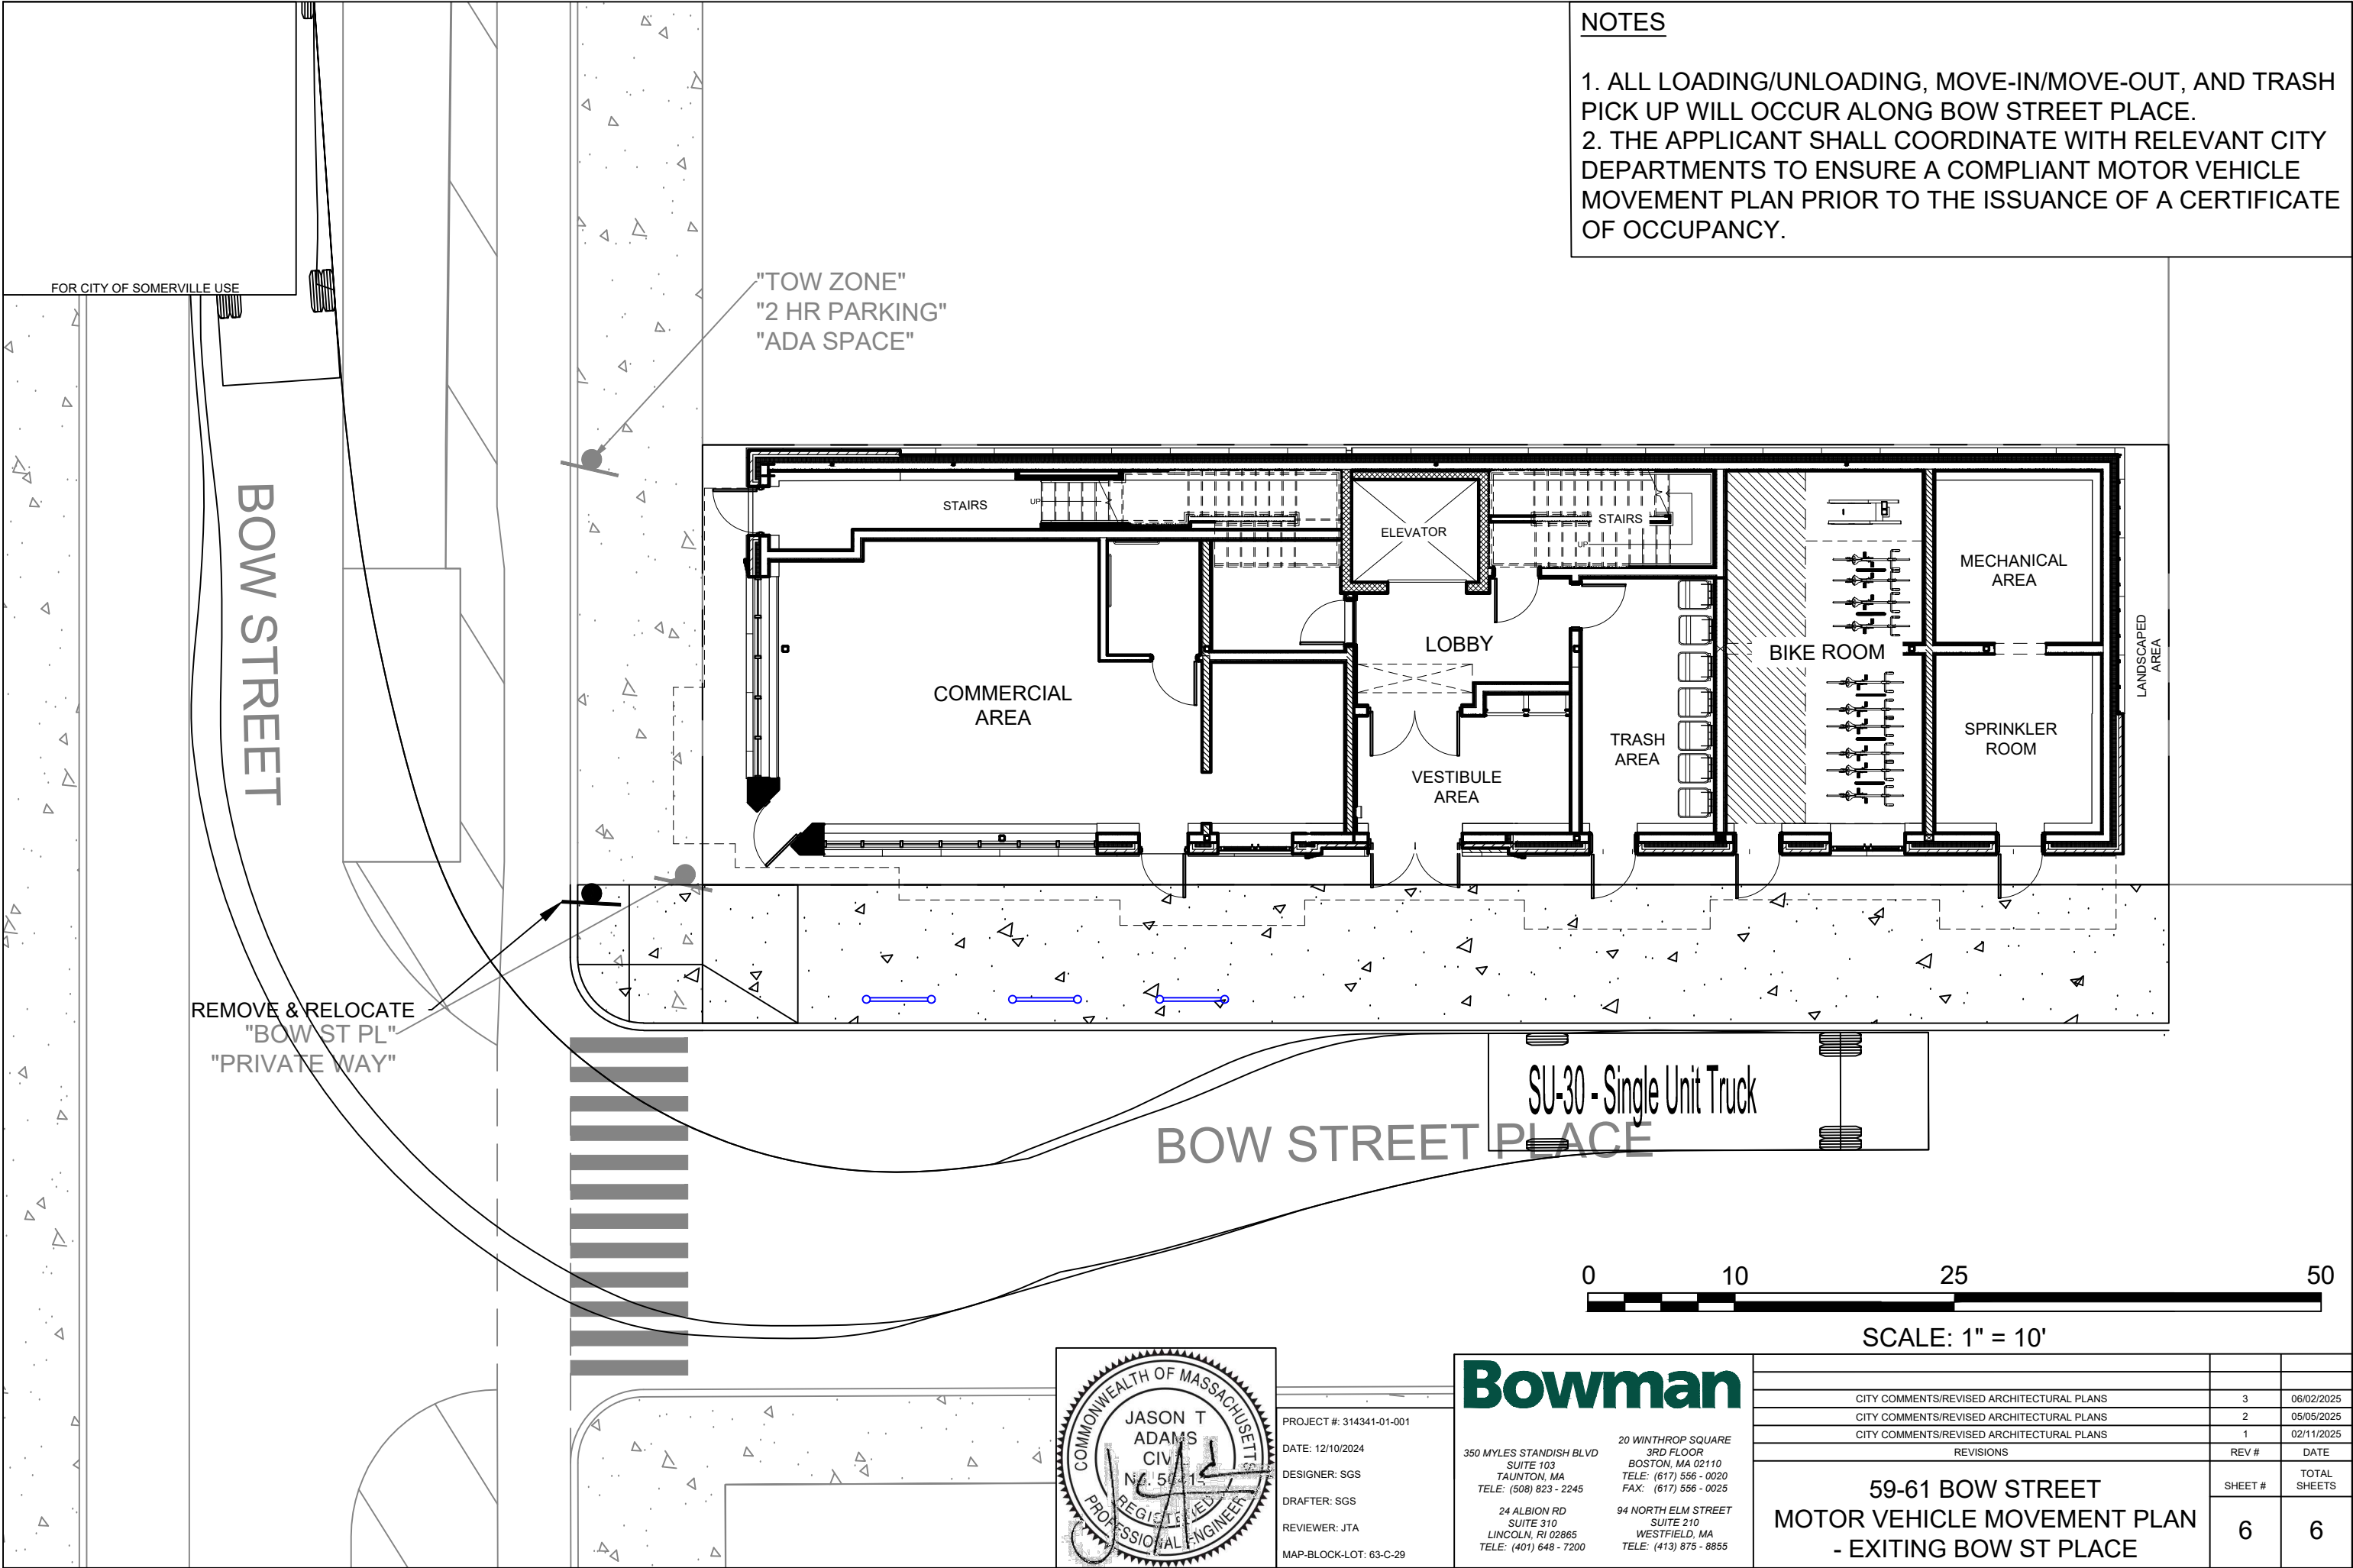 NOTES
1. ALL LOADING/UNLOADING, MOVE-IN/MOVE-OUT, AND TRASH
PICK UP WILL OCCUR ALONG BOW STREET PLACE.
2. THE APPLICANT SHALL COORDINATE WITH RELEVANT CITY
DEPARTMENTS TO ENSURE A COMPLIANT MOTOR VEHICLE
MOVEMENT PLAN PRIOR TO THE ISSUANCE OF A CERTIFICATE
OF OCCUPANCY.
FOR CITY OF SOMERVILLE USE
"TOW ZONE"
"2 HR PARKING"
"ADA SPACE"
BOW STREET
STAIRS
UP
ELEVATOR
STAIRS
UP
MECHANICAL
AREA
LOBBY
BIKE ROOM
LANDSCAPED
AREA
COMMERCIAL
AREA
TRASH
AREA
SPRINKLER
ROOM
VESTIBULE
AREA
REMOVE & RELOCATE
"BOW ST PL"
"PRIVATE WAY"
SU-30 - Single Unit Truck
BOW STREET PLACE
0 10 25 50
SCALE: 1" = 10'
COMMONWEALTH OF MASSACHUSETTS
JASON T
ADAMS
CIVIL
REGISTERED
PROFESSIONAL ENGINEER
PROJECT #: 314341-01-001
DATE: 12/10/2024
DESIGNER: SGS
DRAFTER: SGS
REVIEWER: JTA
MAP-BLOCK-LOT: 63-C-29
Bowman
350 MYLES STANDISH BLVD
SUITE 103
TAUNTON, MA
TELE: (508) 823 - 2245
20 WINTHROP SQUARE
3RD FLOOR
BOSTON, MA 02110
TELE: (617) 556 - 0020
FAX: (617) 556 - 0025
24 ALBION RD
SUITE 310
LINCOLN, RI 02865
TELE: (401) 648 - 7200
94 NORTH ELM STREET
SUITE 210
WESTFIELD, MA
TELE: (413) 875 - 8855
CITY COMMENTS/REVISED ARCHITECTURAL PLANS 3 06/02/2025
CITY COMMENTS/REVISED ARCHITECTURAL PLANS 2 05/05/2025
CITY COMMENTS/REVISED ARCHITECTURAL PLANS 1 02/11/2025
REVISIONS REV # DATE
59-61 BOW STREET
MOTOR VEHICLE MOVEMENT PLAN
- EXITING BOW ST PLACE
SHEET #
6
TOTAL
SHEETS
6